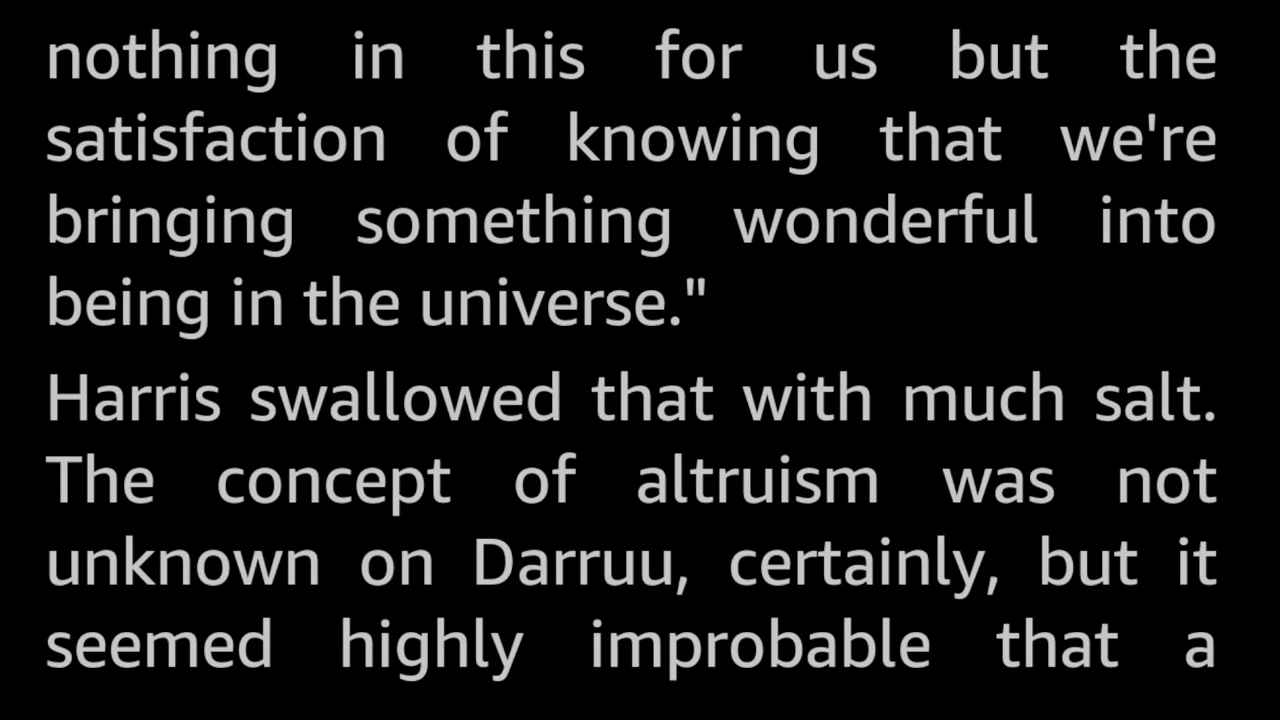 nothing in this for us but the
satisfaction of knowing that we're
bringing something wonderful into
being in the universe."
Harris swallowed that with much salt.
The concept of altruism was not
unknown on Darruu, certainly, but it
seemed highly improbable that a